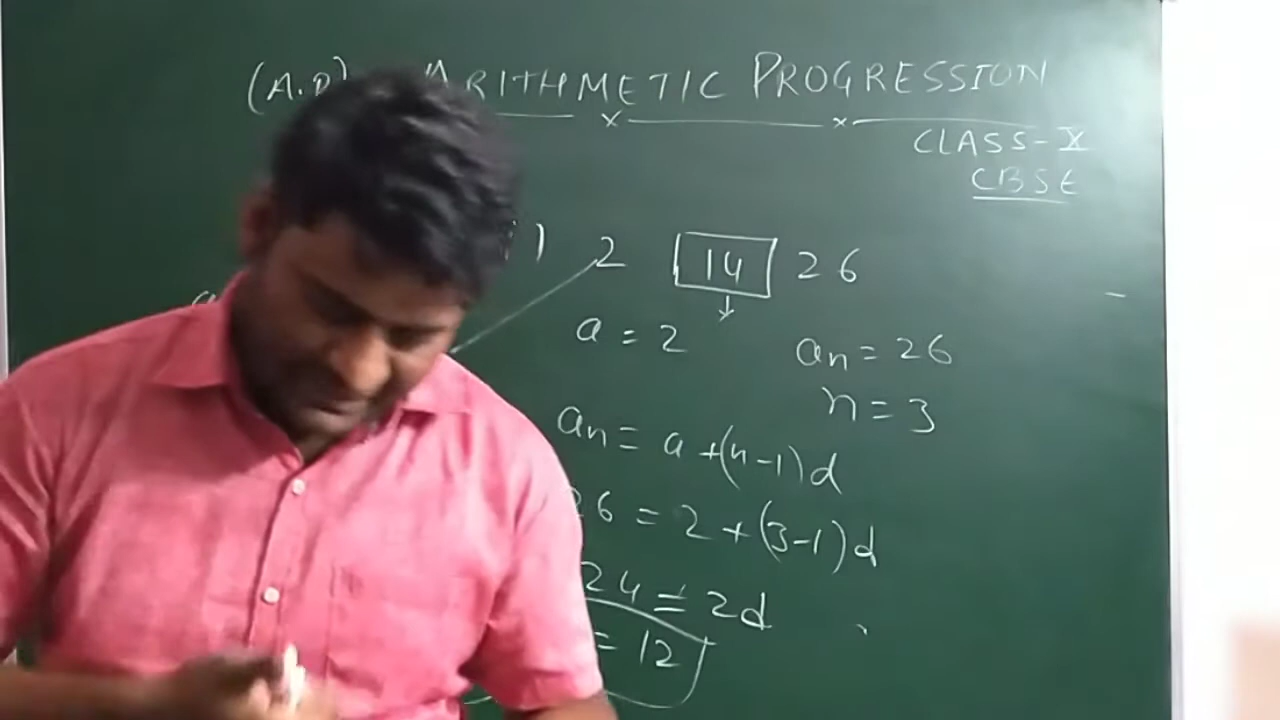 (A.P) ARITHMETIC PROGRESSION
CLASS-X
CBSE
) 2 14 26
a = 2
an = 26
n = 3
an = a + (n-1)d
26 = 2 + (3-1)d
24 = 2d
= 12